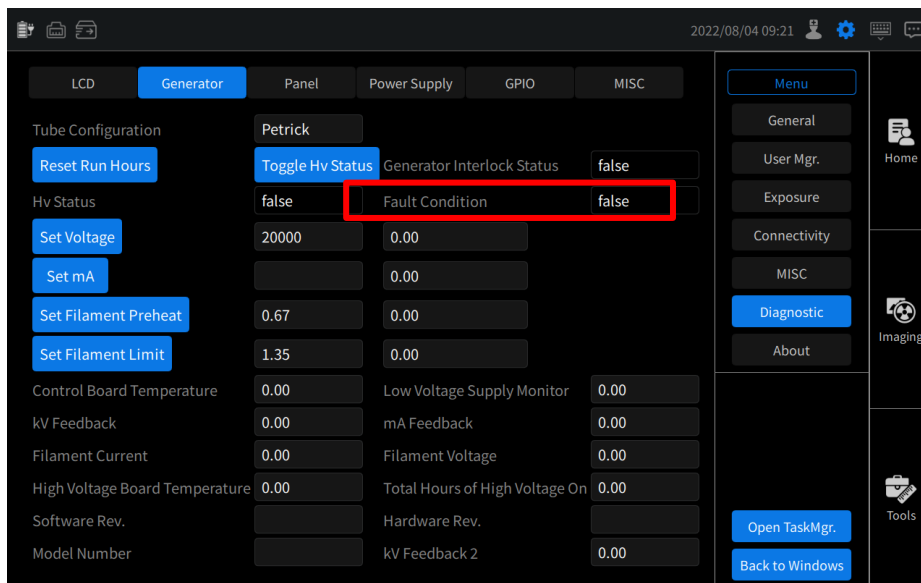 2022/08/04 09:21
LCD Generator Panel Power Supply GPIO MISC
Menu
General
User Mgr.
Exposure
Connectivity
MISC
Diagnostic
About
Open TaskMgr.
Back to Windows
Home
Imaging
Tools
Tube Configuration Petrick
Reset Run Hours Toggle Hv Status Generator Interlock Status false
Hv Status false Fault Condition false
Set Voltage 20000 0.00
Set mA 0.00
Set Filament Preheat 0.67 0.00
Set Filament Limit 1.35 0.00
Control Board Temperature 0.00 Low Voltage Supply Monitor 0.00
kV Feedback 0.00 mA Feedback 0.00
Filament Current 0.00 Filament Voltage 0.00
High Voltage Board Temperature 0.00 Total Hours of High Voltage On 0.00
Software Rev. Hardware Rev.
Model Number kV Feedback 2 0.00